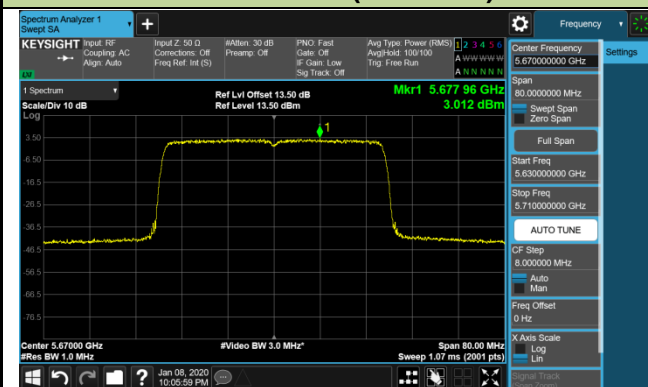 Spectrum Analyzer 1
Swept SA
Frequency
KEYSIGHT
Input: RF
Coupling: AC
Align: Auto
Input Z: 50 Ω
Corrections: Off
Freq Ref: Int (S)
#Atten: 30 dB
Preamp: Off
PNO: Fast
Gate: Off
IF Gain: Low
Sig Track: Off
Avg Type: Power (RMS)
Avg|Hold: 100/100
Trig: Free Run
1 2 3 4 5 6
A W W W W W
A N N N N N
Center Frequency
5.670000000 GHz
Settings
Span
80.0000000 MHz
Swept Span
Zero Span
Full Span
Start Freq
5.630000000 GHz
Stop Freq
5.710000000 GHz
AUTO TUNE
CF Step
8.000000 MHz
Auto
Man
Freq Offset
0 Hz
X Axis Scale
Log
Lin
Signal Track
(Span Zoom)
1 Spectrum
Scale/Div 10 dB
Log
Ref Lvl Offset 13.50 dB
Ref Level 13.50 dBm
Mkr1 5.677 96 GHz
3.012 dBm
1
3.50
-6.50
-16.5
-26.5
-36.5
-46.5
-56.5
-66.5
-76.5
Center 5.67000 GHz
#Res BW 1.0 MHz
#Video BW 3.0 MHz*
Span 80.00 MHz
Sweep 1.07 ms (2001 pts)
Jan 08, 2020
10:05:59 PM